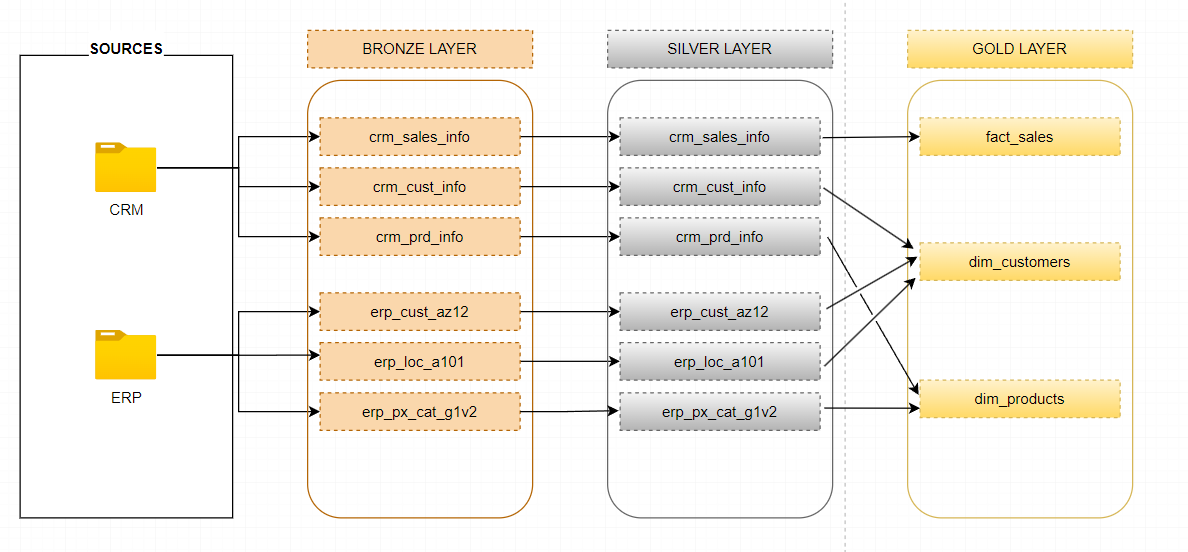 SOURCES
BRONZE LAYER
SILVER LAYER
GOLD LAYER
CRM
ERP
crm_sales_info
crm_cust_info
crm_prd_info
erp_cust_az12
erp_loc_a101
erp_px_cat_g1v2
crm_sales_info
crm_cust_info
crm_prd_info
erp_cust_az12
erp_loc_a101
erp_px_cat_g1v2
fact_sales
dim_customers
dim_products